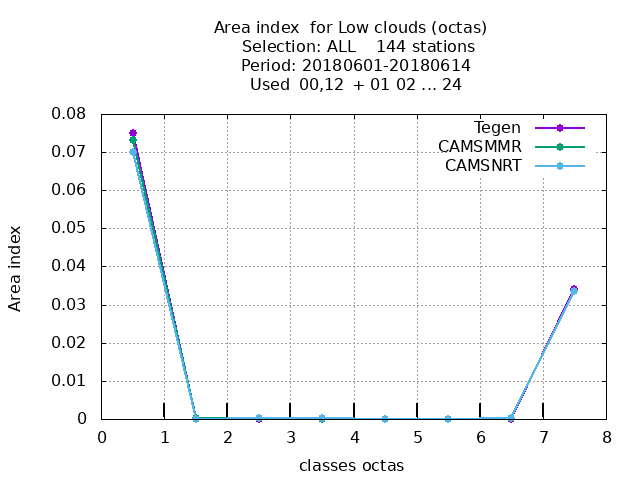 Area index  for Low clouds (octas)
Selection: ALL    144 stations
Period: 20180601-20180614
Used  00,12  + 01 02 ... 24
0.08
0.07
0.06
0.05
0.04
0.03
0.02
0.01
0
Area index
Tegen
CAMSMMR
CAMSNRT
0 1 2 3 4 5 6 7 8
classes octas